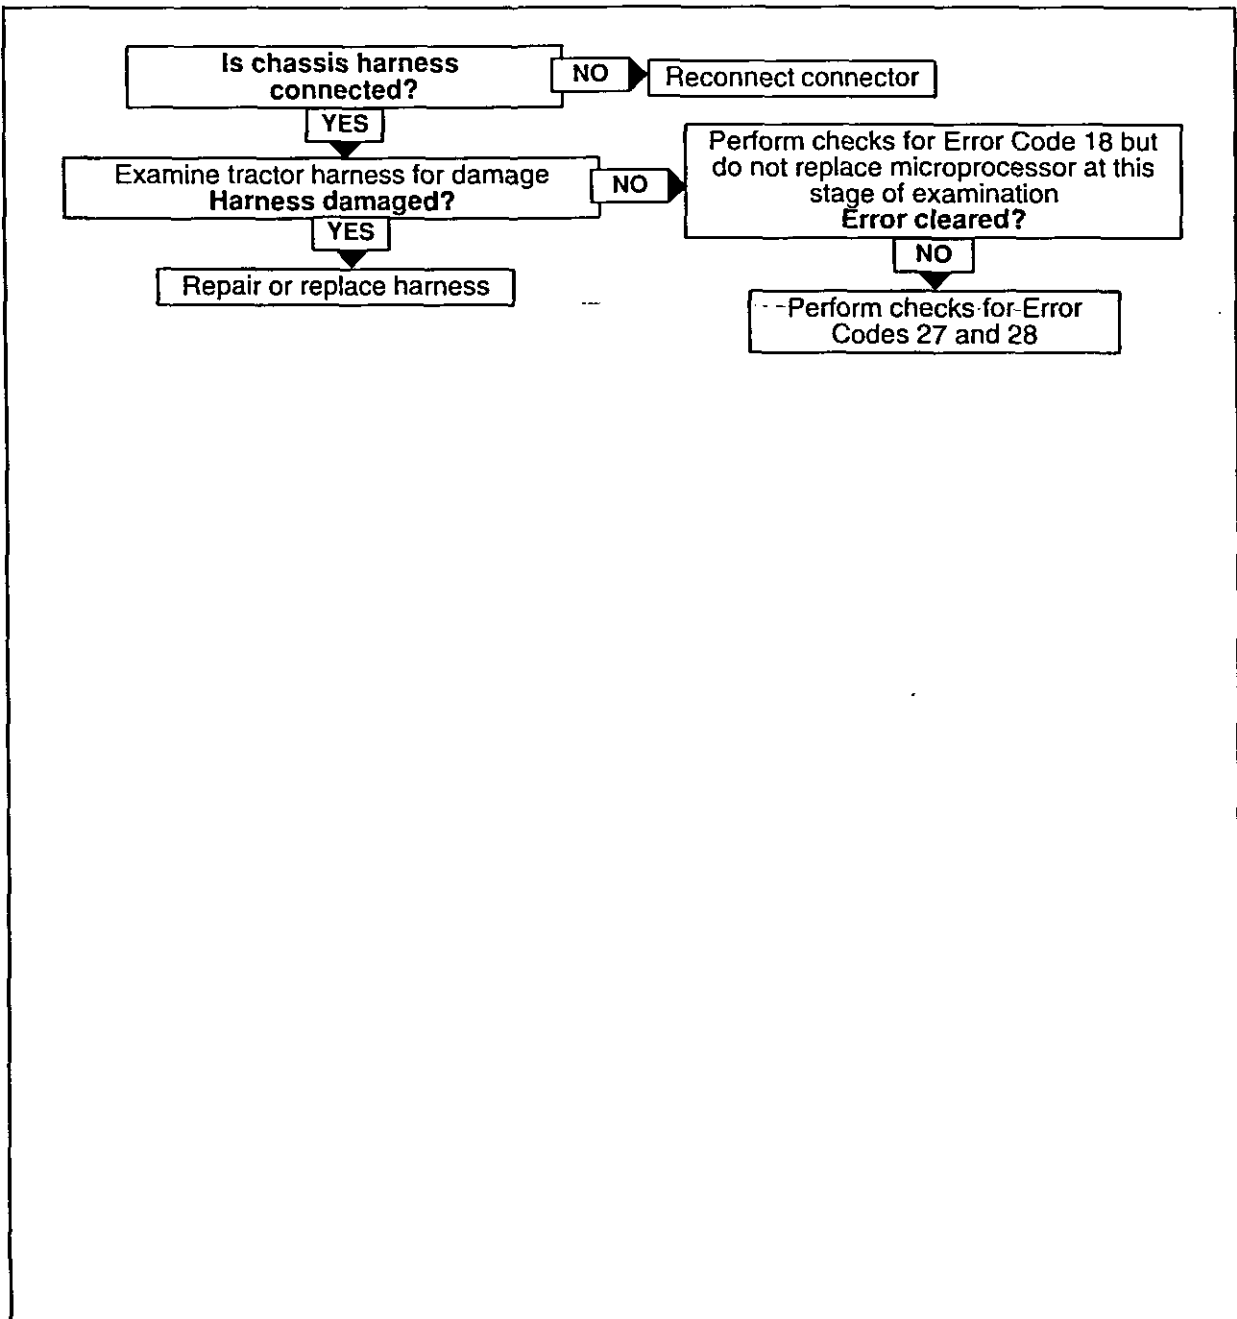 Is chassis harness
connected?
NO
Reconnect connector
YES
Examine tractor harness for damage
Harness damaged?
NO
Perform checks for Error Code 18 but
do not replace microprocessor at this
stage of examination
Error cleared?
YES
Repair or replace harness
NO
Perform checks for Error
Codes 27 and 28